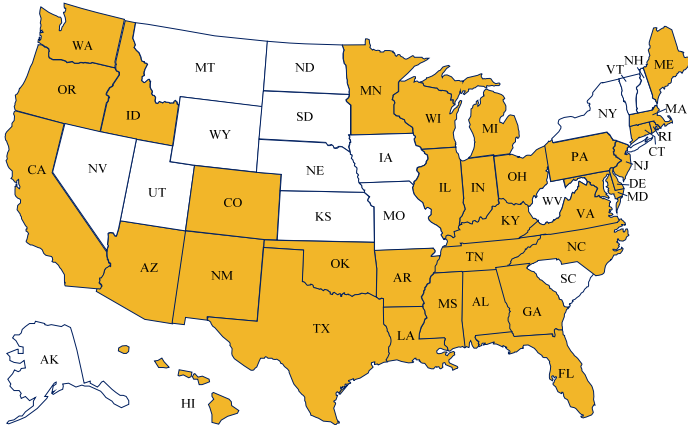 WA
OR
ID
MT
ND
SD
WY
NE
NV
UT
CO
KS
CA
AZ
NM
OK
TX
MN
IA
MO
AR
LA
WI
MI
IL
IN
OH
KY
TN
MS
AL
GA
FL
SC
NC
VA
WV
PA
NY
VT
NH
ME
MA
RI
CT
NJ
DE
MD
AK
HI